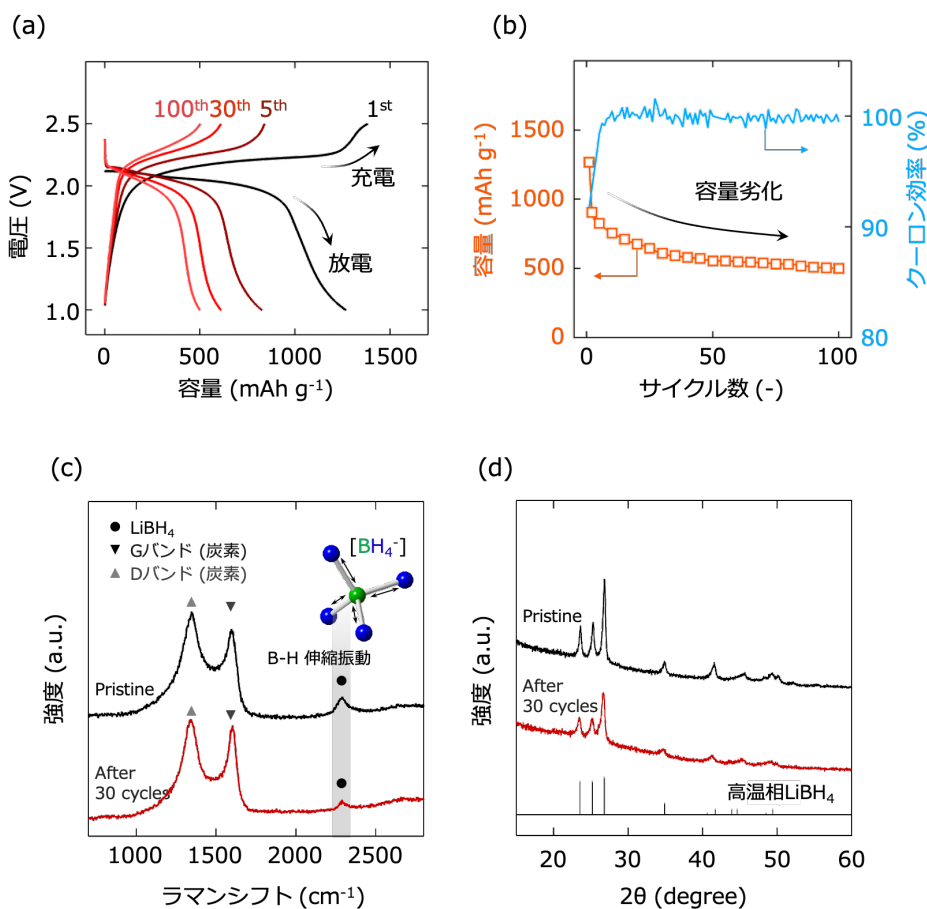 (a)
100ᵗʰ 30ᵗʰ 5ᵗʰ 1ˢᵗ
2.5
2.0
1.5
1.0
電圧 (V)
充電
放電
0 500 1000 1500
容量 (mAh g⁻¹)
(b)
1500
1000
500
0
容量 (mAh g⁻¹)
容量劣化
100
90
80
クーロン効率 (%)
0 50 100
サイクル数 (-)
(c)
● LiBH₄
▼ Gバンド (炭素)
▲ Dバンド (炭素)
[BH₄⁻]
B-H 伸縮振動
Pristine
After
30 cycles
強度 (a.u.)
1000 1500 2000 2500
ラマンシフト (cm⁻¹)
(d)
Pristine
After
30 cycles
高温相LiBH₄
強度 (a.u.)
20 30 40 50 60
2θ (degree)